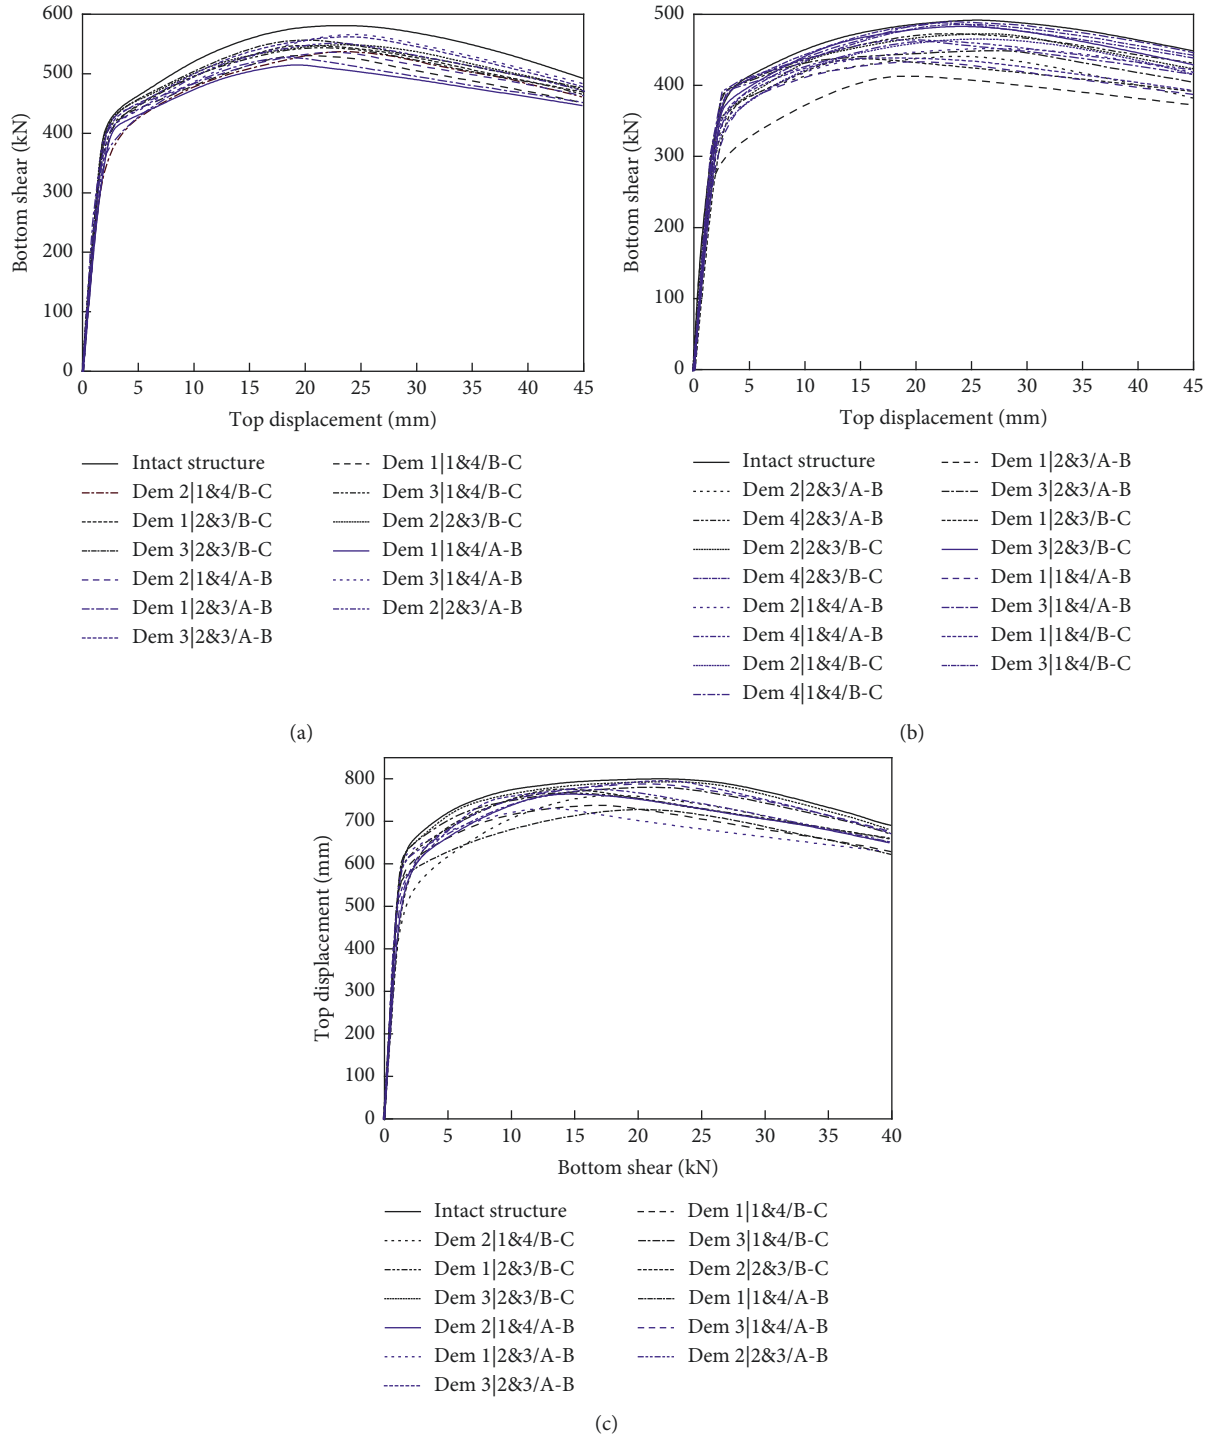 600
500
400
300
200
100
0
Bottom shear (kN)
0 5 10 15 20 25 30 35 40 45
Top displacement (mm)
Intact structure
Dem 2|1&4/B-C
Dem 1|2&3/B-C
Dem 3|2&3/B-C
Dem 2|1&4/A-B
Dem 1|2&3/A-B
Dem 3|2&3/A-B
Dem 1|1&4/B-C
Dem 3|1&4/B-C
Dem 2|2&3/B-C
Dem 1|1&4/A-B
Dem 3|1&4/A-B
Dem 2|2&3/A-B
(a)
500
400
300
200
100
0
Bottom shear (kN)
0 5 10 15 20 25 30 35 40 45
Top displacement (mm)
Intact structure
Dem 2|2&3/A-B
Dem 4|2&3/A-B
Dem 2|2&3/B-C
Dem 4|2&3/B-C
Dem 2|1&4/A-B
Dem 4|1&4/A-B
Dem 2|1&4/B-C
Dem 4|1&4/B-C
Dem 1|2&3/A-B
Dem 3|2&3/A-B
Dem 1|2&3/B-C
Dem 3|2&3/B-C
Dem 1|1&4/A-B
Dem 3|1&4/A-B
Dem 1|1&4/B-C
Dem 3|1&4/B-C
(b)
800
700
600
500
400
300
200
100
0
Top displacement (mm)
0 5 10 15 20 25 30 35 40
Bottom shear (kN)
Intact structure
Dem 2|1&4/B-C
Dem 1|2&3/B-C
Dem 3|2&3/B-C
Dem 2|1&4/A-B
Dem 1|2&3/A-B
Dem 3|2&3/A-B
Dem 1|1&4/B-C
Dem 3|1&4/B-C
Dem 2|2&3/B-C
Dem 1|1&4/A-B
Dem 3|1&4/A-B
Dem 2|2&3/A-B
(c)